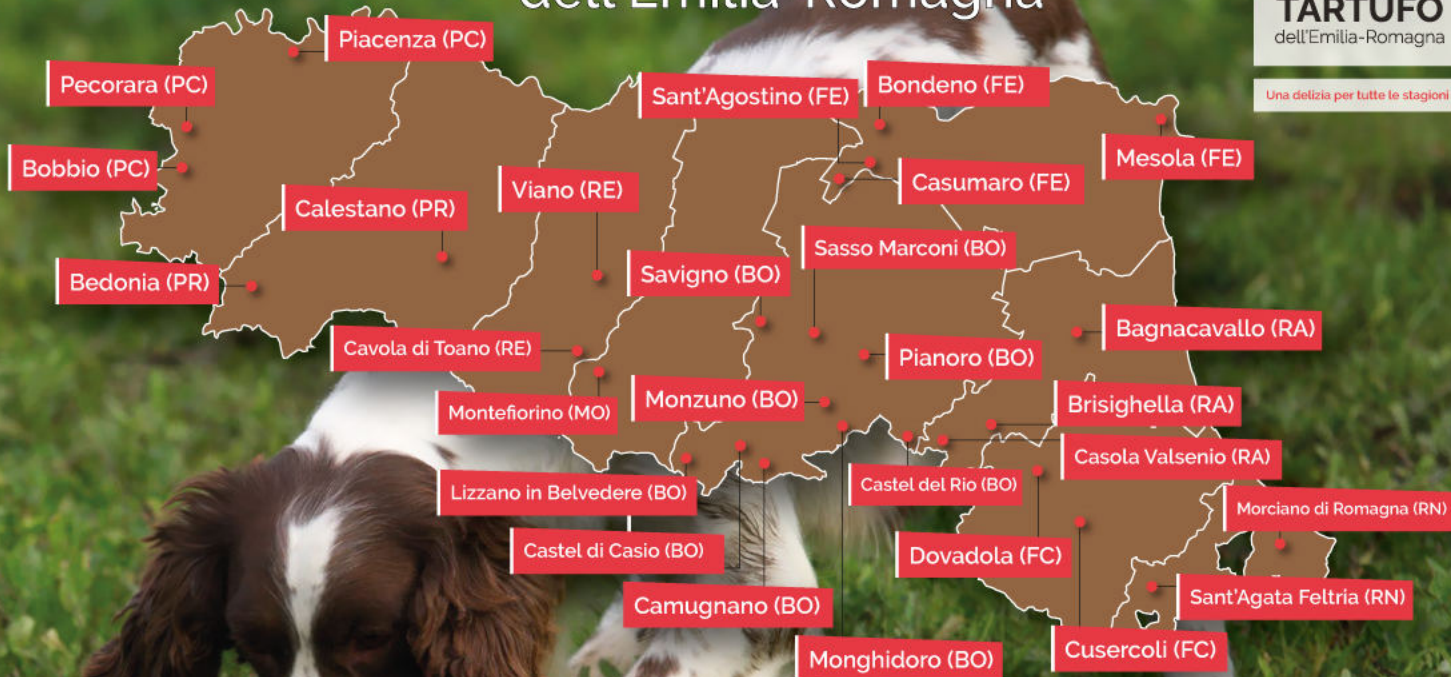 dell'Emilia-Romagna
TARTUFO
dell'Emilia-Romagna
Una delizia per tutte le stagioni
Piacenza (PC)
Pecorara (PC)
Bobbio (PC)
Bedonia (PR)
Calestano (PR)
Viano (RE)
Sant'Agostino (FE)
Bondeno (FE)
Casumaro (FE)
Mesola (FE)
Sasso Marconi (BO)
Savigno (BO)
Bagnacavallo (RA)
Cavola di Toano (RE)
Pianoro (BO)
Montefiorino (MO)
Monzuno (BO)
Brisighella (RA)
Casola Valsenio (RA)
Lizzano in Belvedere (BO)
Castel del Rio (BO)
Morciano di Romagna (RN)
Castel di Casio (BO)
Dovadola (FC)
Camugnano (BO)
Sant'Agata Feltria (RN)
Monghidoro (BO)
Cusercoli (FC)